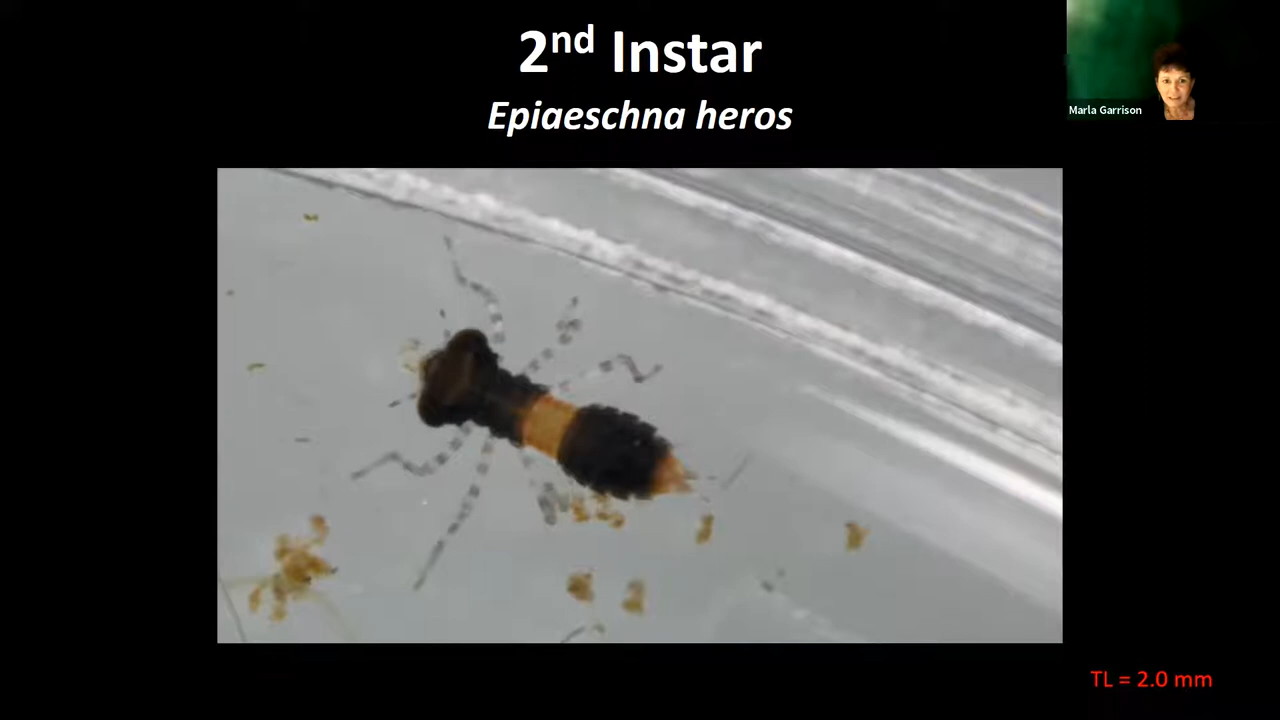 2nd Instar
Epiaeschna heros
Marla Garrison
TL = 2.0 mm